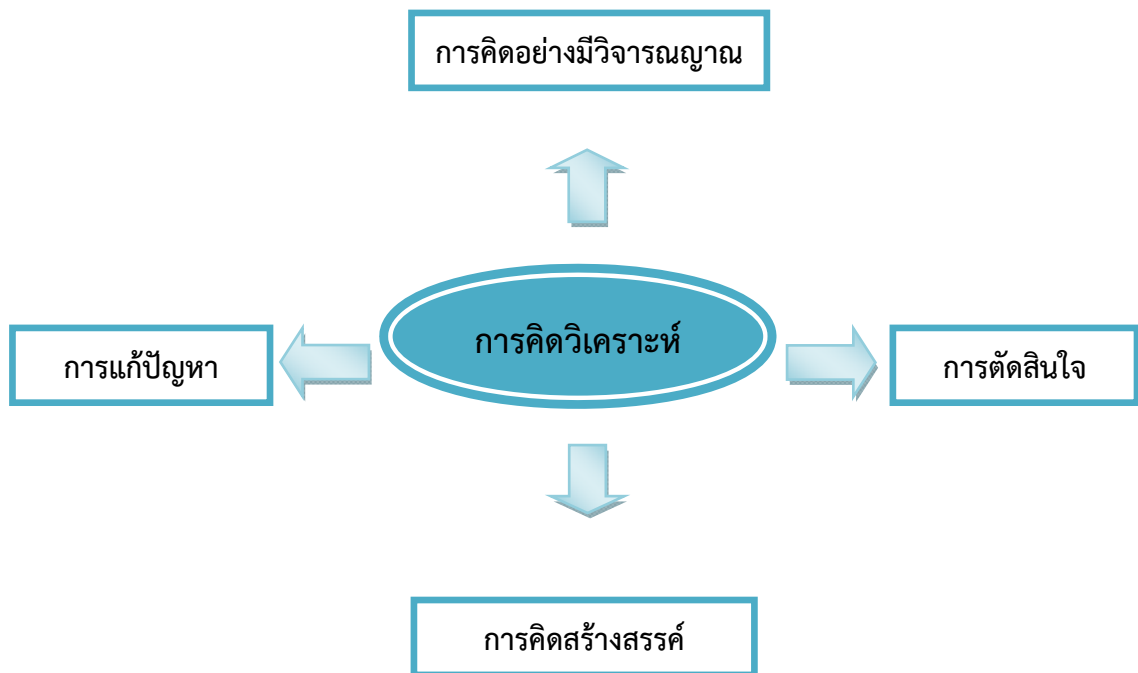 การคิดอย่างมีวิจารณญาณ
การคิดวิเคราะห์
การแก้ปัญหา
การตัดสินใจ
การคิดสร้างสรรค์